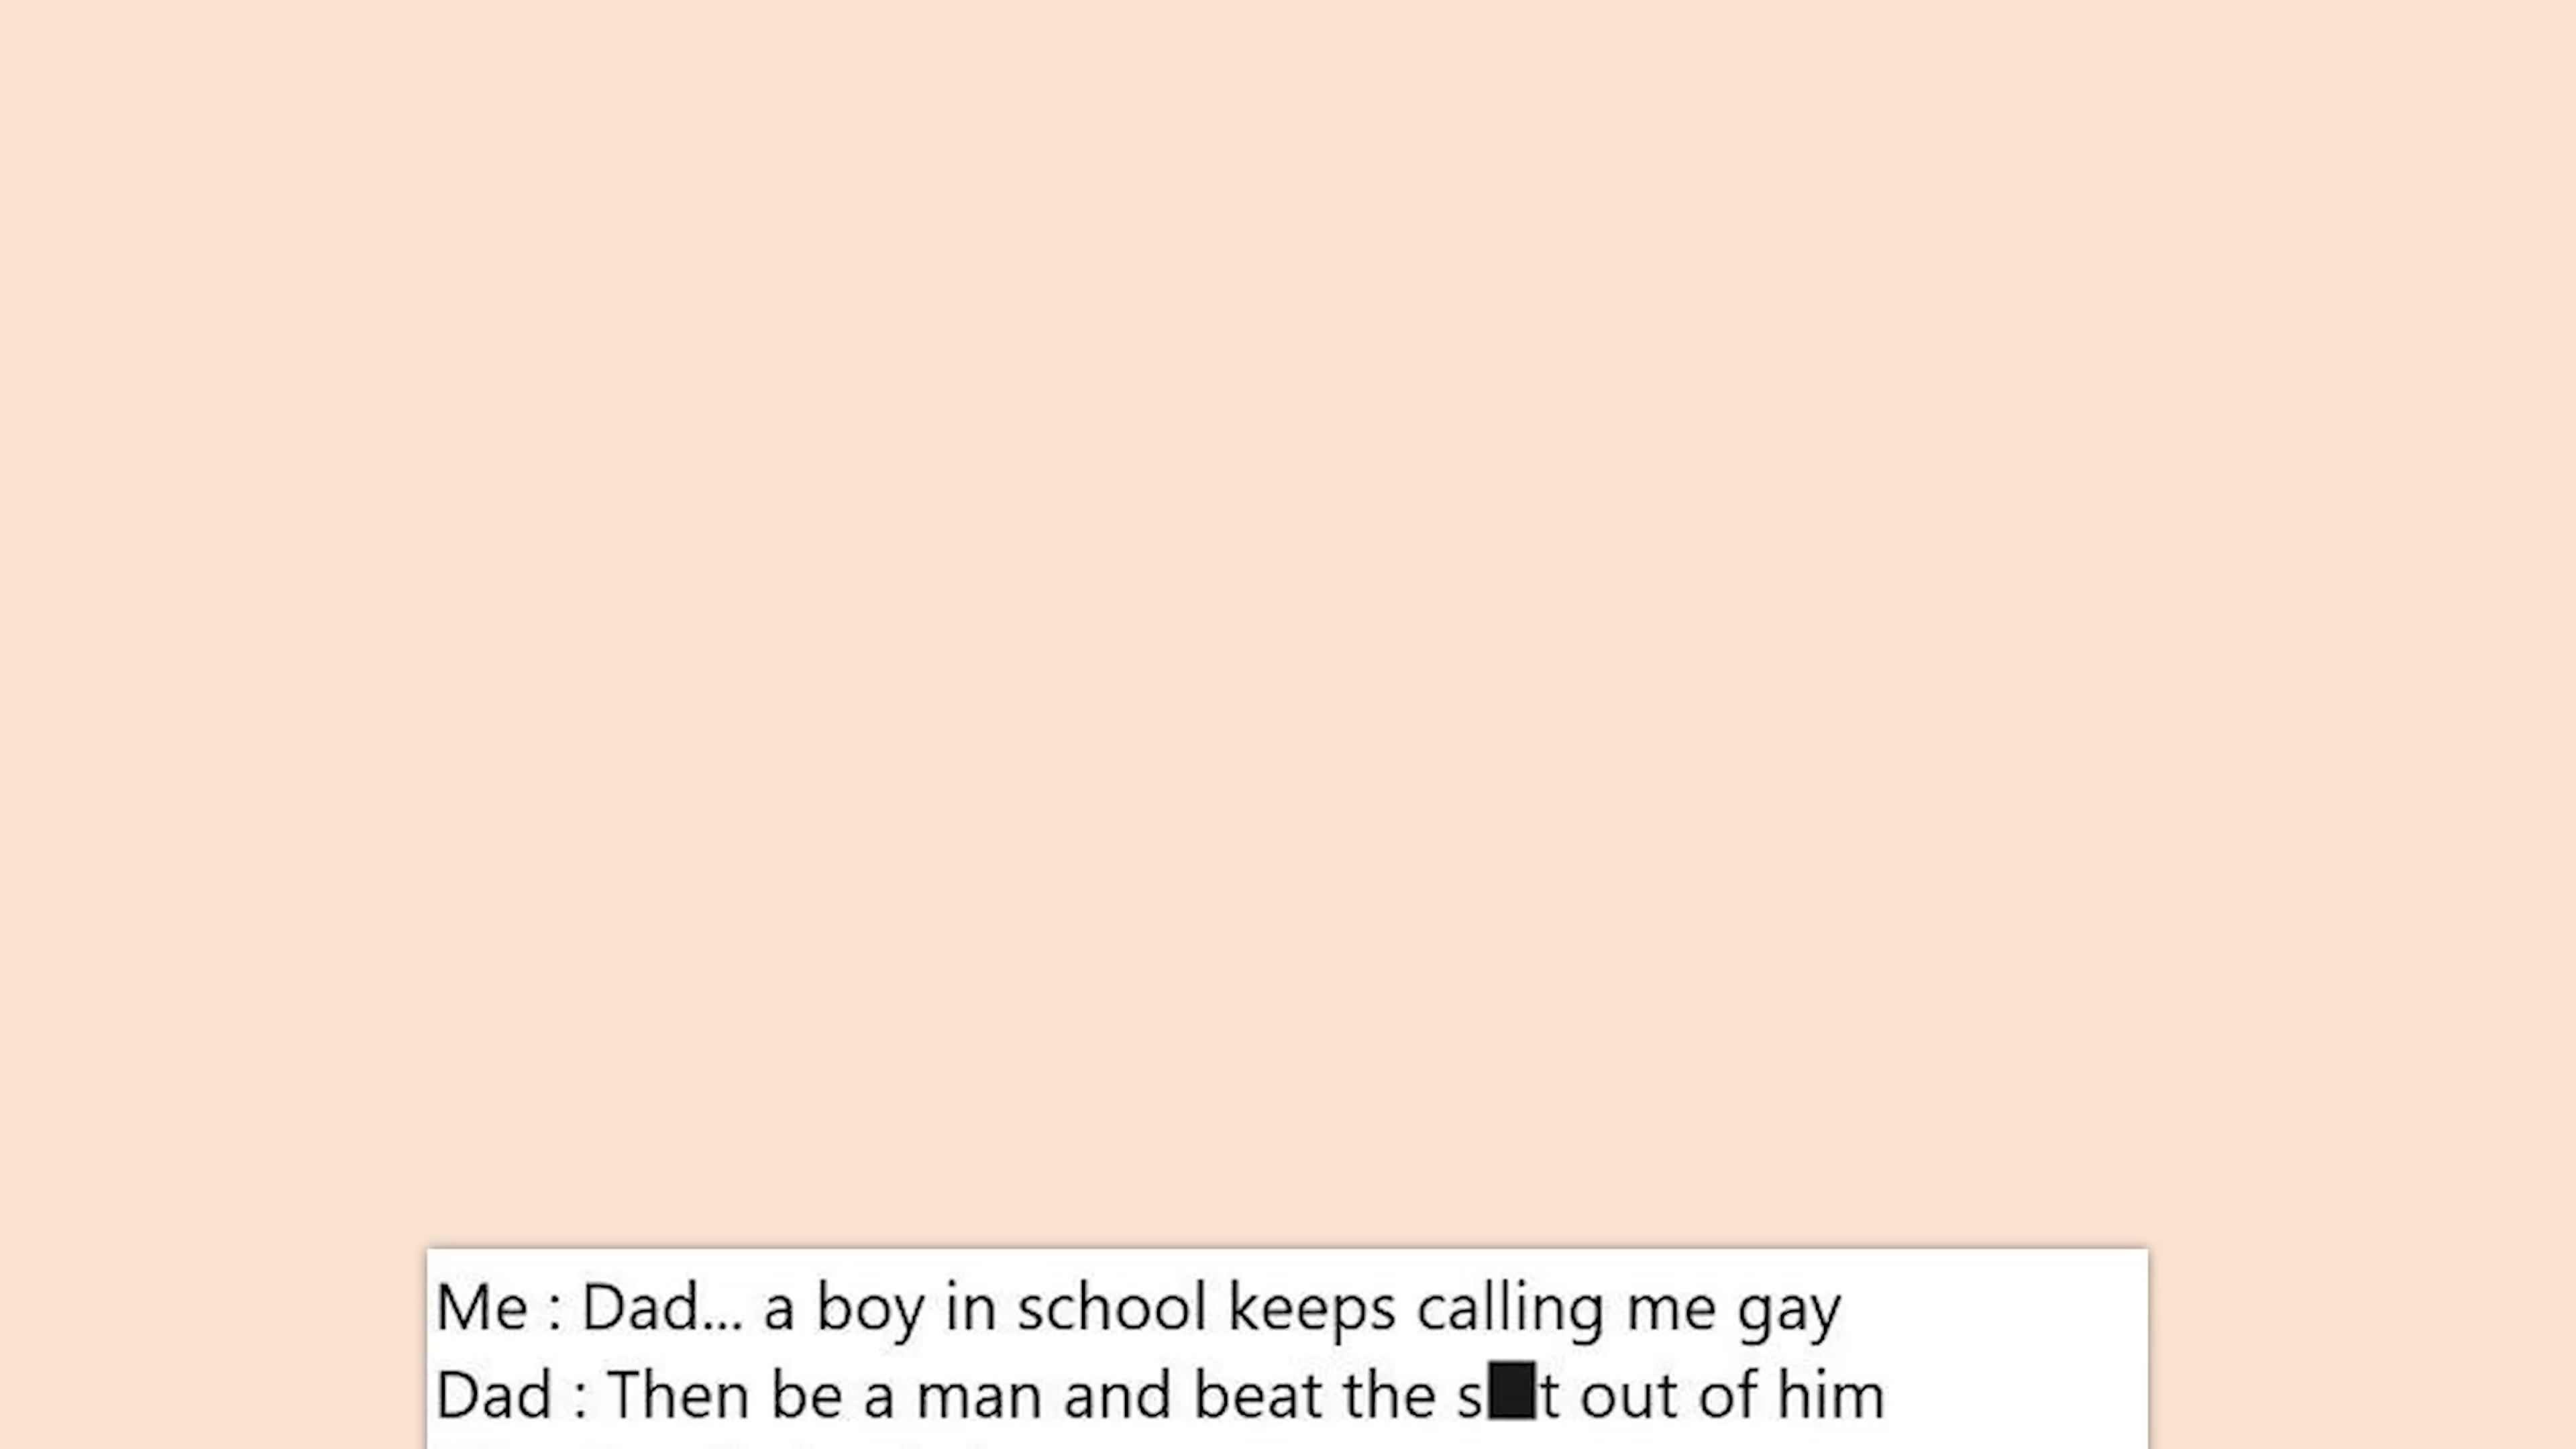 Me : Dad... a boy in school keeps calling me gay
Dad : Then be a man and beat the s■t out of him